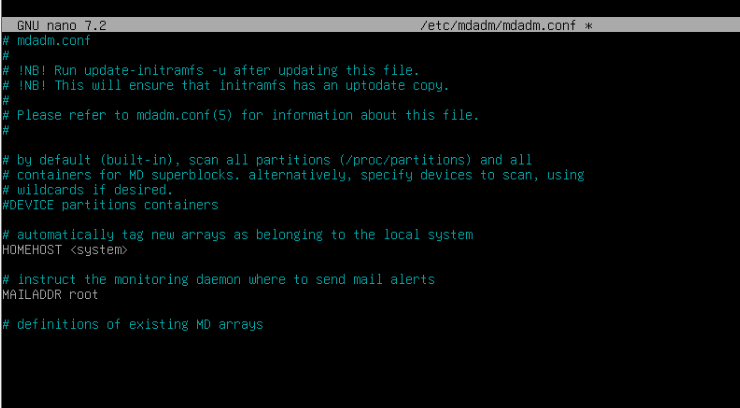 GNU nano 7.2 /etc/mdadm/mdadm.conf *
# mdadm.conf
#
# !NB! Run update-initramfs -u after updating this file.
# !NB! This will ensure that initramfs has an uptodate copy.
#
# Please refer to mdadm.conf(5) for information about this file.
#
# by default (built-in), scan all partitions (/proc/partitions) and all
# containers for MD superblocks. alternatively, specify devices to scan, using
# wildcards if desired.
#DEVICE partitions containers
# automatically tag new arrays as belonging to the local system
HOMEHOST <system>
# instruct the monitoring daemon where to send mail alerts
MAILADDR root
# definitions of existing MD arrays